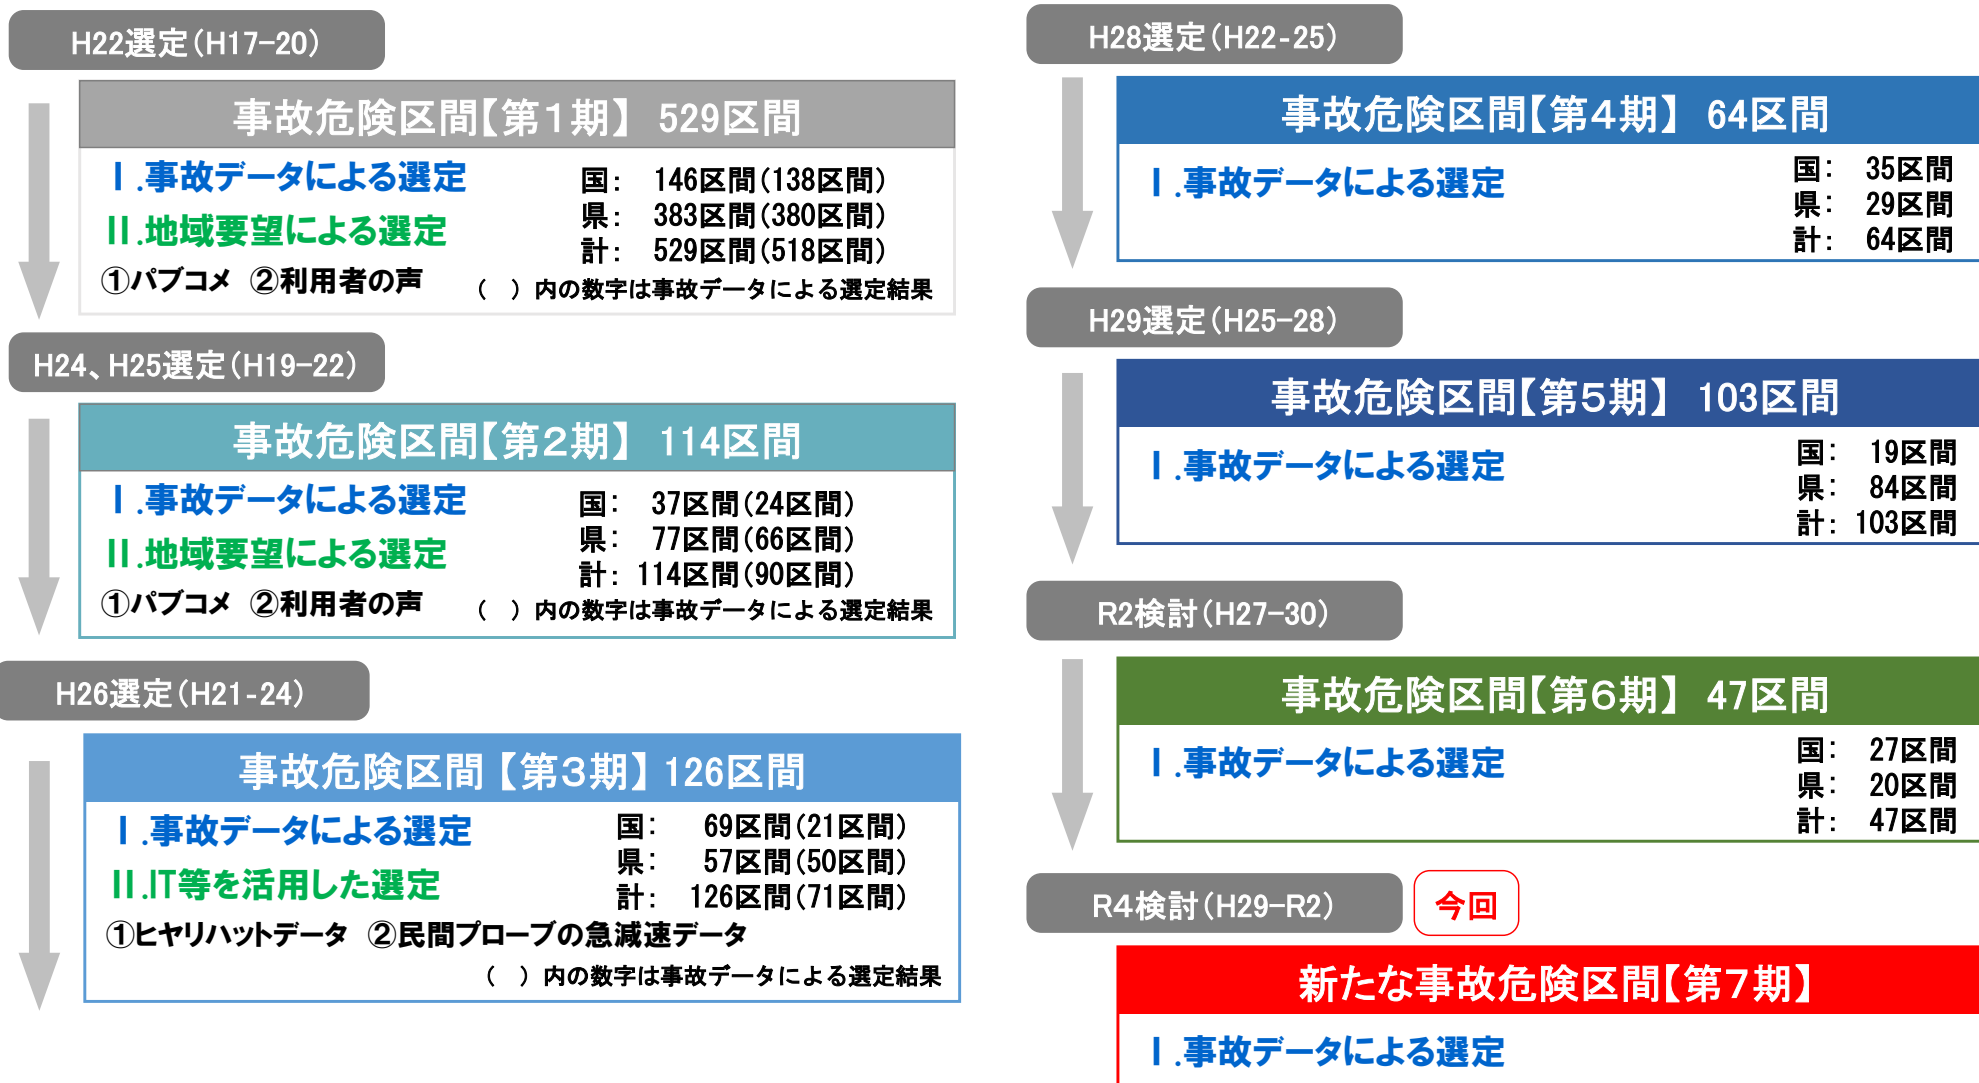 H22選定(H17-20)
事故危険区間【第1期】 529区間
Ⅰ.事故データによる選定
国: 146区間(138区間)
県: 383区間(380区間)
計: 529区間(518区間)
Ⅱ.地域要望による選定
①パブコメ ②利用者の声
( )内の数字は事故データによる選定結果
H24、H25選定(H19-22)
事故危険区間【第2期】 114区間
Ⅰ.事故データによる選定
国: 37区間(24区間)
県: 77区間(66区間)
計: 114区間(90区間)
Ⅱ.地域要望による選定
①パブコメ ②利用者の声
( )内の数字は事故データによる選定結果
H26選定(H21-24)
事故危険区間【第3期】126区間
Ⅰ.事故データによる選定
国: 69区間(21区間)
県: 57区間(50区間)
計: 126区間(71区間)
Ⅱ.IT等を活用した選定
①ヒヤリハットデータ ②民間プローブの急減速データ
( )内の数字は事故データによる選定結果
H28選定(H22-25)
事故危険区間【第4期】 64区間
Ⅰ.事故データによる選定
国: 35区間
県: 29区間
計: 64区間
H29選定(H25-28)
事故危険区間【第5期】 103区間
Ⅰ.事故データによる選定
国: 19区間
県: 84区間
計: 103区間
R2検討(H27-30)
事故危険区間【第6期】 47区間
Ⅰ.事故データによる選定
国: 27区間
県: 20区間
計: 47区間
R4検討(H29-R2)
今回
新たな事故危険区間【第7期】
Ⅰ.事故データによる選定